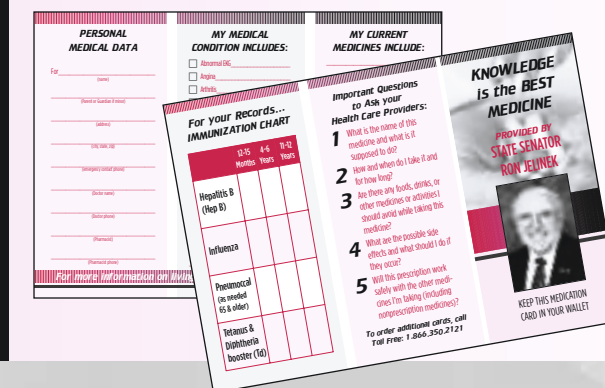 PERSONAL
MEDICAL DATA
For
(name)
(Parent or Guardian if minor)
(address)
(city, state, zip)
(emergency contact phone)
(Doctor name)
(Doctor phone)
(Pharmacist)
(Pharmacist phone)
For more information on living
MY MEDICAL
CONDITION INCLUDES:
Abnormal EKG
Angina
Arthritis
MY CURRENT
MEDICINES INCLUDE:
For your Records...
IMMUNIZATION CHART
12-15 Months
4-6 Years
11-12 Years
Hepatitis B
(Hep B)
Influenza
Pneumoccal
(as needed
65 & older)
Tetanus &
Diphtheria
booster (Td)
Important Questions
to Ask your
Health Care Providers:
1 What is the name of this
medicine and what is it
supposed to do?
2 How and when do I take it and
for how long?
3 Are there any foods, drinks, or
other medicines or activities I
should avoid while taking this
medicine?
4 What are the possible side
effects and what should I do if
they occur?
5 Will this prescription work
safely with the other medi-
cines I'm taking (including
nonprescription medicines)?
To order additional cards, call
Toll Free: 1.866.350.2121
KNOWLEDGE
is the BEST
MEDICINE
PROVIDED BY
STATE SENATOR
RON JELINEK
KEEP THIS MEDICATION
CARD IN YOUR WALLET